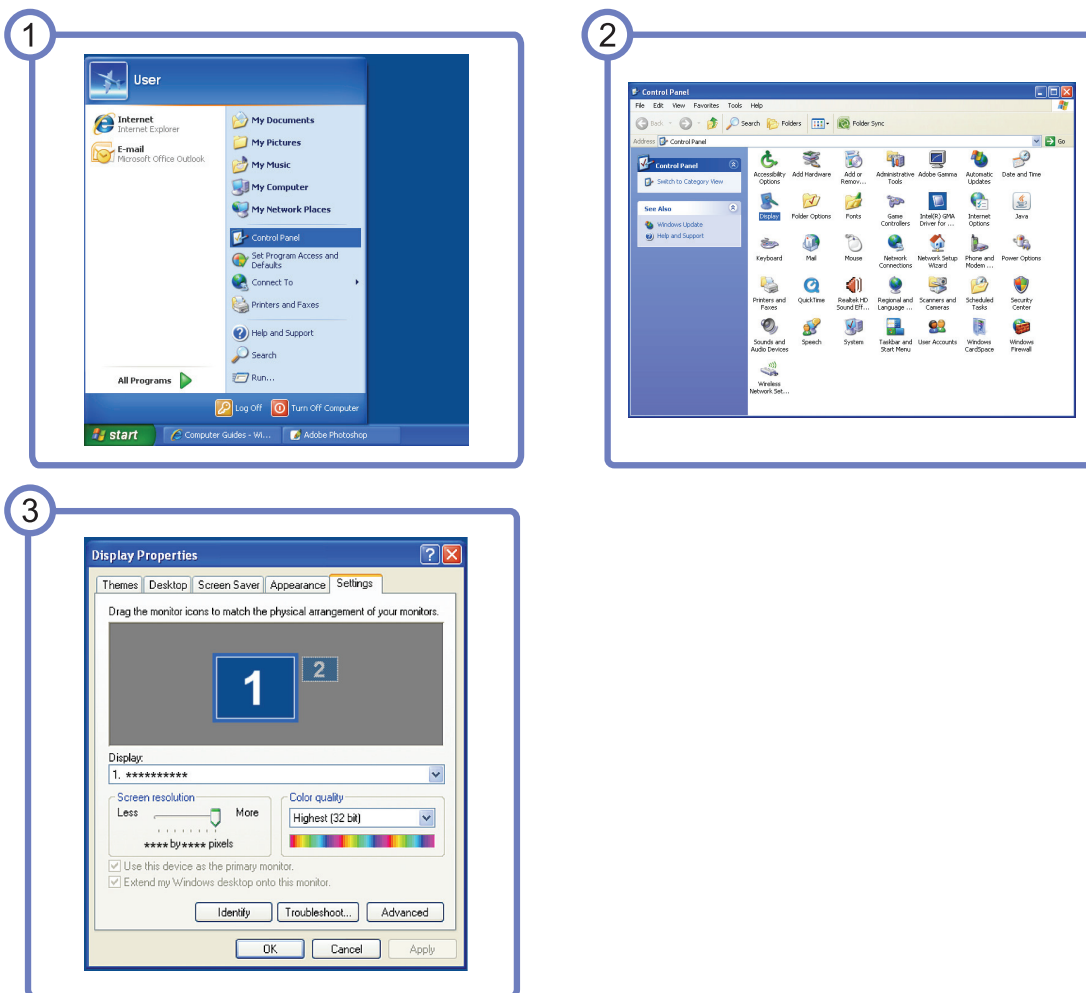 1
User
Internet
Internet Explorer
E-mail
Microsoft Office Outlook
All Programs
My Documents
My Pictures
My Music
My Computer
My Network Places
Control Panel
Set Program Access and
Defaults
Connect To
Printers and Faxes
Help and Support
Search
Run...
Log Off Turn Off Computer
start Computer Guides - Wi... Adobe Photoshop
2
Control Panel
File Edit View Favorites Tools Help
Back Search Folders Folder Sync
Address Control Panel Go
Control Panel
Switch to Category View
See Also
Windows Update
Help and Support
Accessibility Options Add Hardware Add or Remov... Administrative Tools Adobe Gamma Automatic Updates Date and Time
Display Folder Options Fonts Game Controllers Intel(R) GMA Driver for ... Internet Options Java
Keyboard Mail Mouse Network Connections Network Setup Wizard Phone and Modem ... Power Options
Printers and Faxes QuickTime Realtek HD Sound Eff... Regional and Language ... Scanners and Cameras Scheduled Tasks Security Center
Sounds and Audio Devices Speech System Taskbar and Start Menu User Accounts Windows CardSpace Windows Firewall
Wireless Network Set...
3
Display Properties
Themes Desktop Screen Saver Appearance Settings
Drag the monitor icons to match the physical arrangement of your monitors.
1 2
Display:
1. **********
Screen resolution
Less More
**** by **** pixels
Color quality
Highest (32 bit)
Use this device as the primary monitor.
Extend my Windows desktop onto this monitor.
Identify Troubleshoot... Advanced
OK Cancel Apply